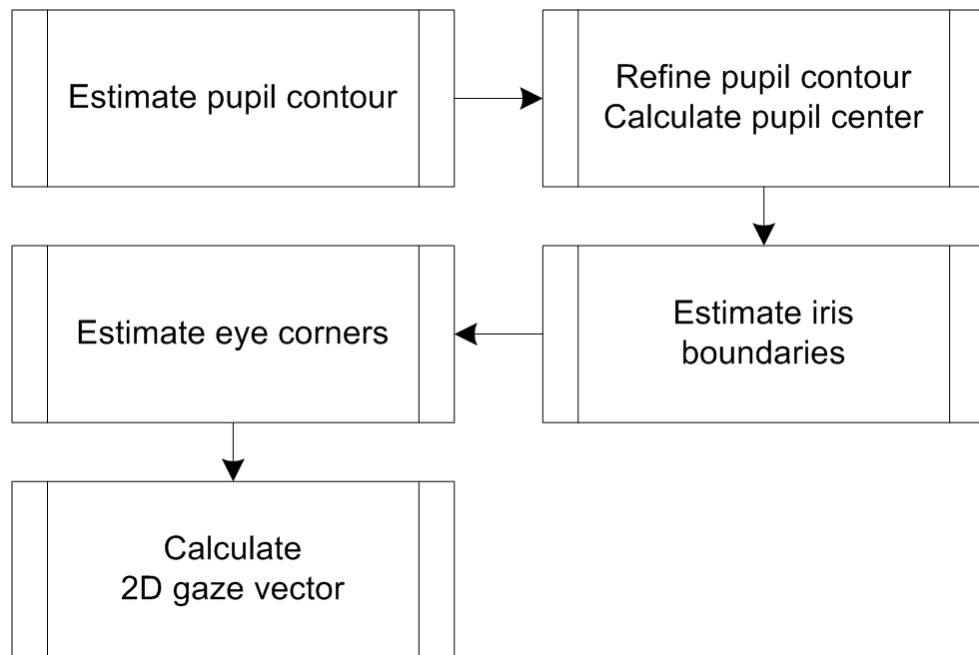 Estimate pupil contour
Refine pupil contour
Calculate pupil center
Estimate iris
boundaries
Estimate eye corners
Calculate
2D gaze vector